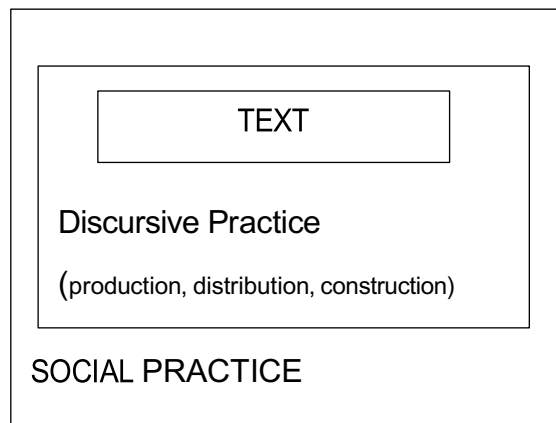 TEXT
Discursive Practice
(production, distribution, construction)
SOCIAL PRACTICE